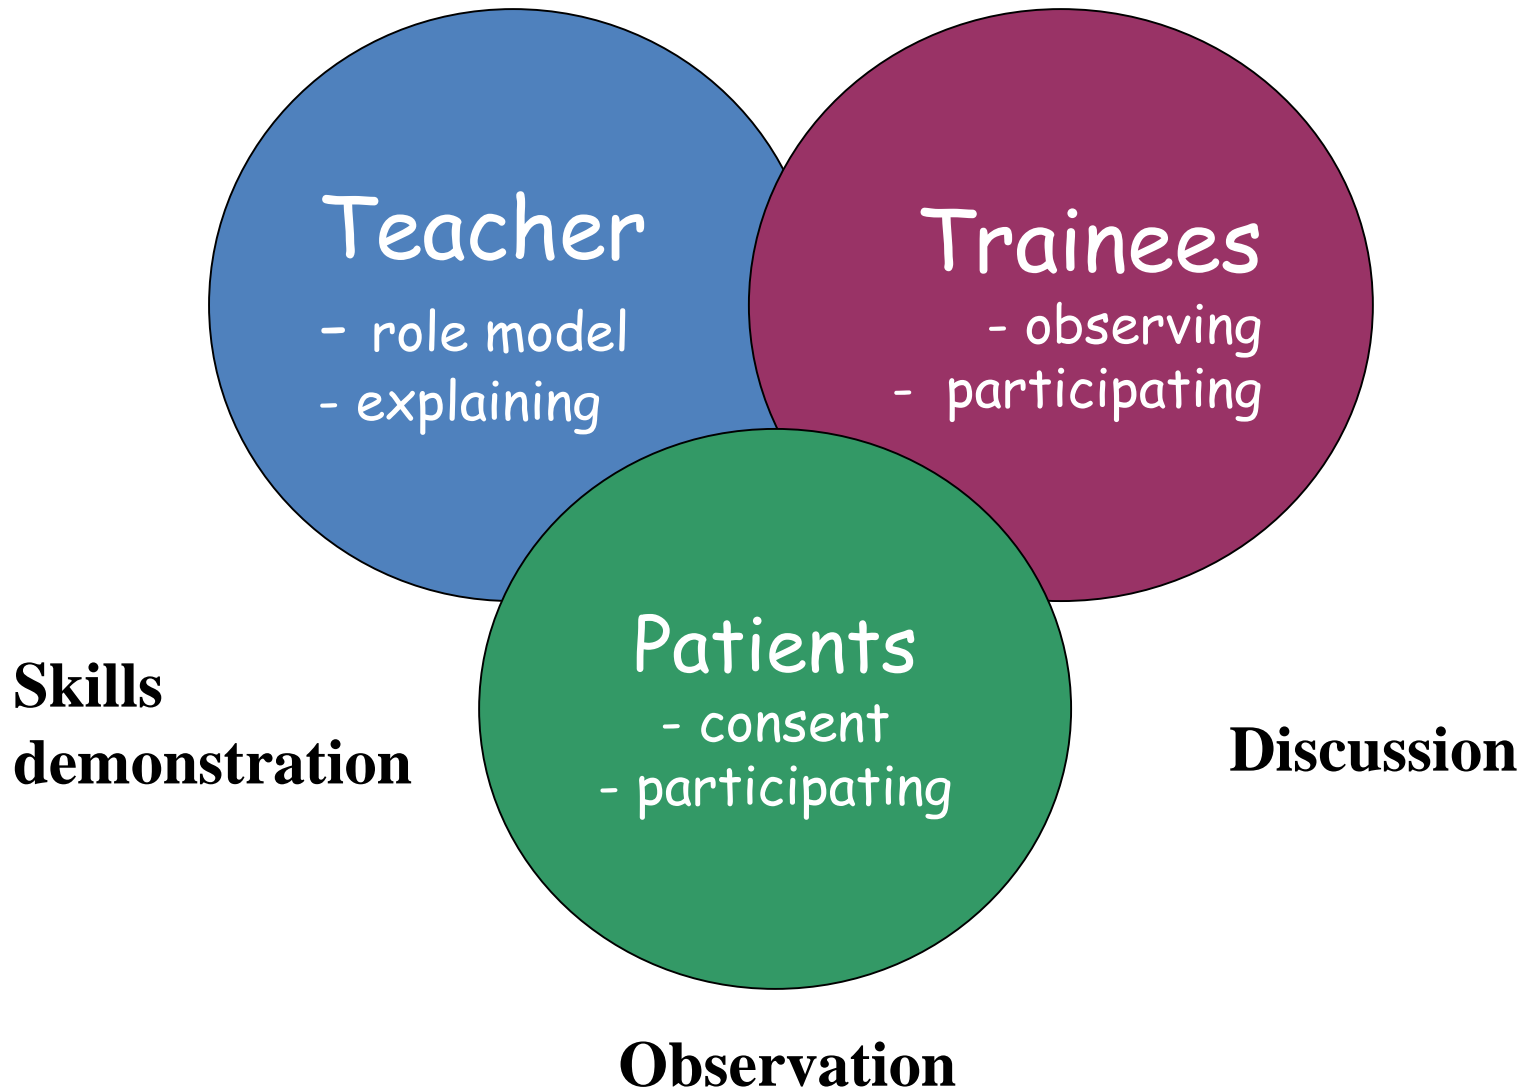 Teacher
- role model
- explaining
Trainees
- observing
- participating
Patients
- consent
- participating
Skills
demonstration
Discussion
Observation